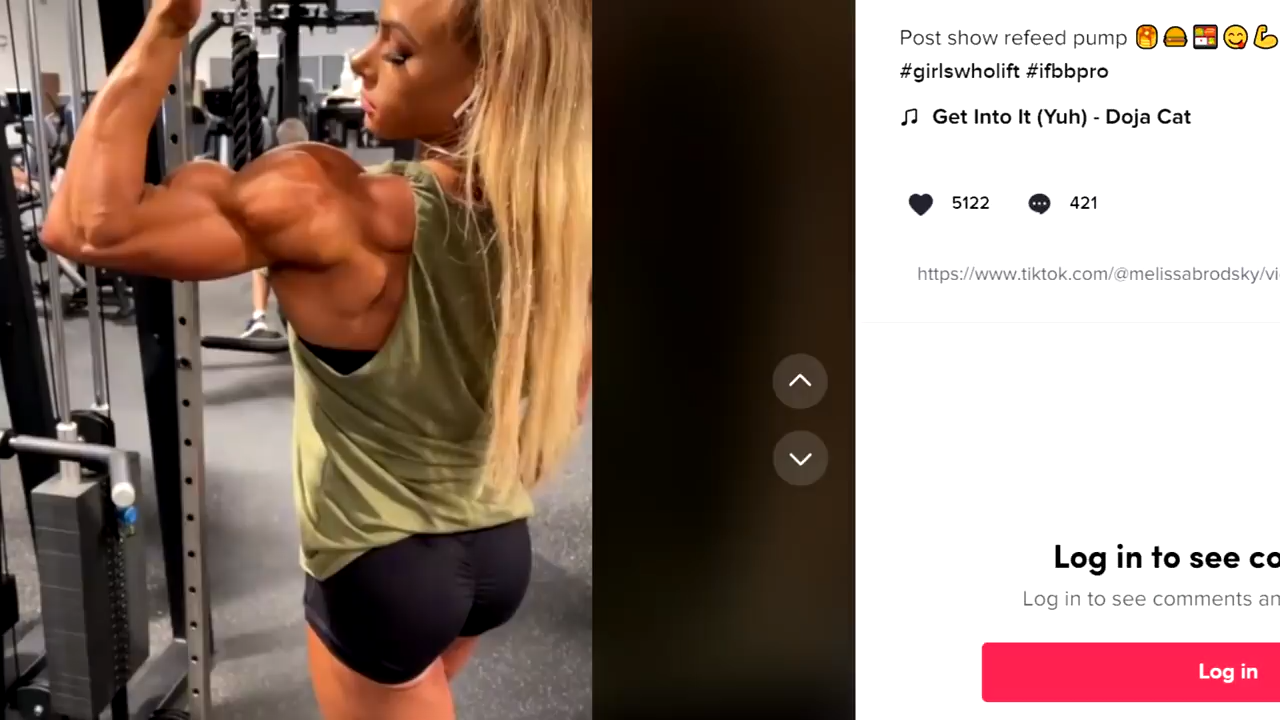 Post show refeed pump 🥞🍔🍱😋💪
#girlswholift #ifbbpro
Get Into It (Yuh) - Doja Cat
5122 421
https://www.tiktok.com/@melissabrodsky/vi
Log in to see co
Log in to see comments an
Log in